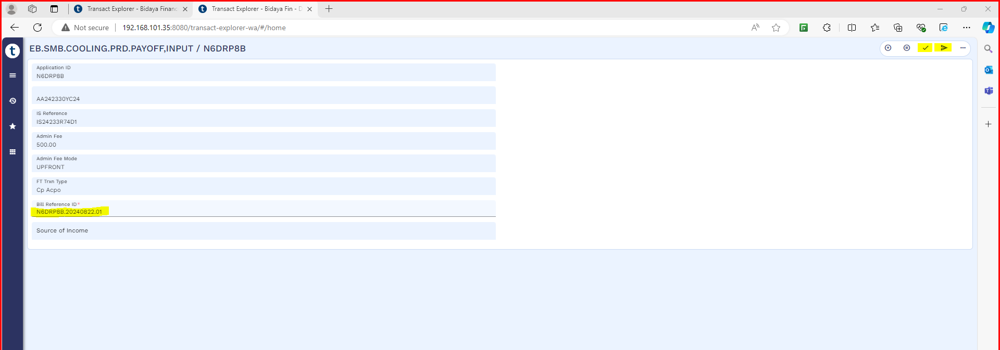 Transact Explorer - Bidaya Financ
Transact Explorer - Bidaya Fin - D
Not secure
192.168.101.35:8080/transact-explorer-wa/#/home
EB.SMB.COOLING.PRD.PAYOFF,INPUT / N6DRP8B
Application ID
N6DRP8B
AA242330YC24
IS Reference
IS24233R74D1
Admin Fee
500.00
Admin Fee Mode
UPFRONT
FT Trxn Type
Cp Acpo
Bill Reference ID*
N6DRP8B.20240822.01
Source of Income